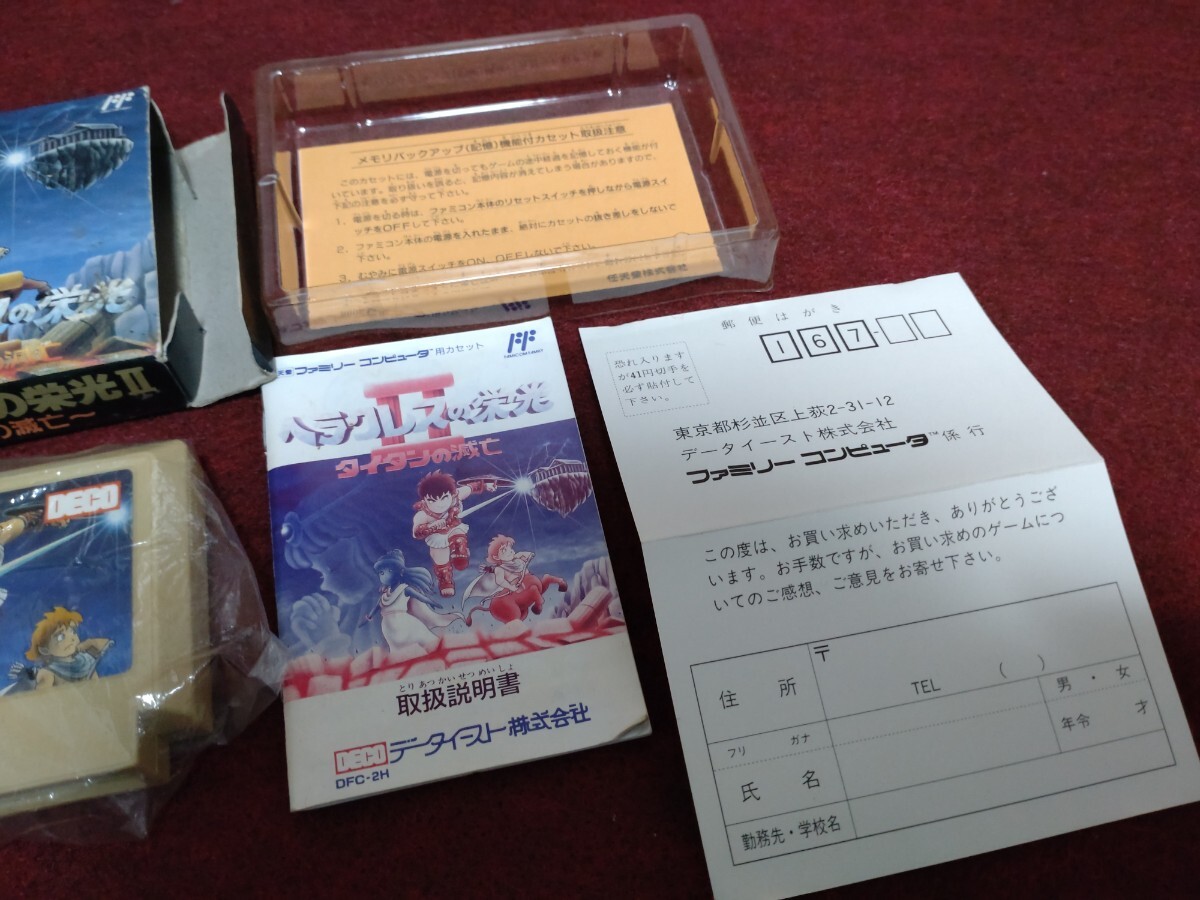 の栄光
の栄光Ⅱ
の滅亡～
DECO
メモリバックアップ(記憶)機能付カセット取扱注意
このカセットには、電源を切ってもゲームの途中経過を記憶しておく機能が付
いています。取り扱いを誤ると、記憶内容が消えてしまう場合がありますので、
下記の注意を必ず守って下さい。
1. 電源を切る時は、ファミコン本体のリセットスイッチを押しながら電源スイ
ッチをOFFして下さい。
2. ファミコン本体の電源を入れたまま、絶対にカセットの抜き差しをしないで
下さい。
3. むやみに電源スイッチをON、OFFしないで下さい。
任天堂株式会社
ファミリー コンピュータ™用カセット
FAMICOM FAMILY
ヘラクレスの栄光
Ⅱ
タイタンの滅亡
とり あつかい せつ めい しょ
取扱説明書
DECO データイースト株式会社
DFC-2H
郵便はがき
167-
恐れ入ります
が41円切手を
必ず貼付して
下さい。
東京都杉並区上荻2-31-12
データイースト株式会社
ファミリー コンピュータ™係 行
この度は、お買い求めいただき、ありがとうござ
います。お手数ですが、お買い求めのゲームにつ
いてのご感想、ご意見をお寄せ下さい。
住 所
〒
TEL ( )
男・女
フリ ガナ
年令 才
氏 名
勤務先・学校名